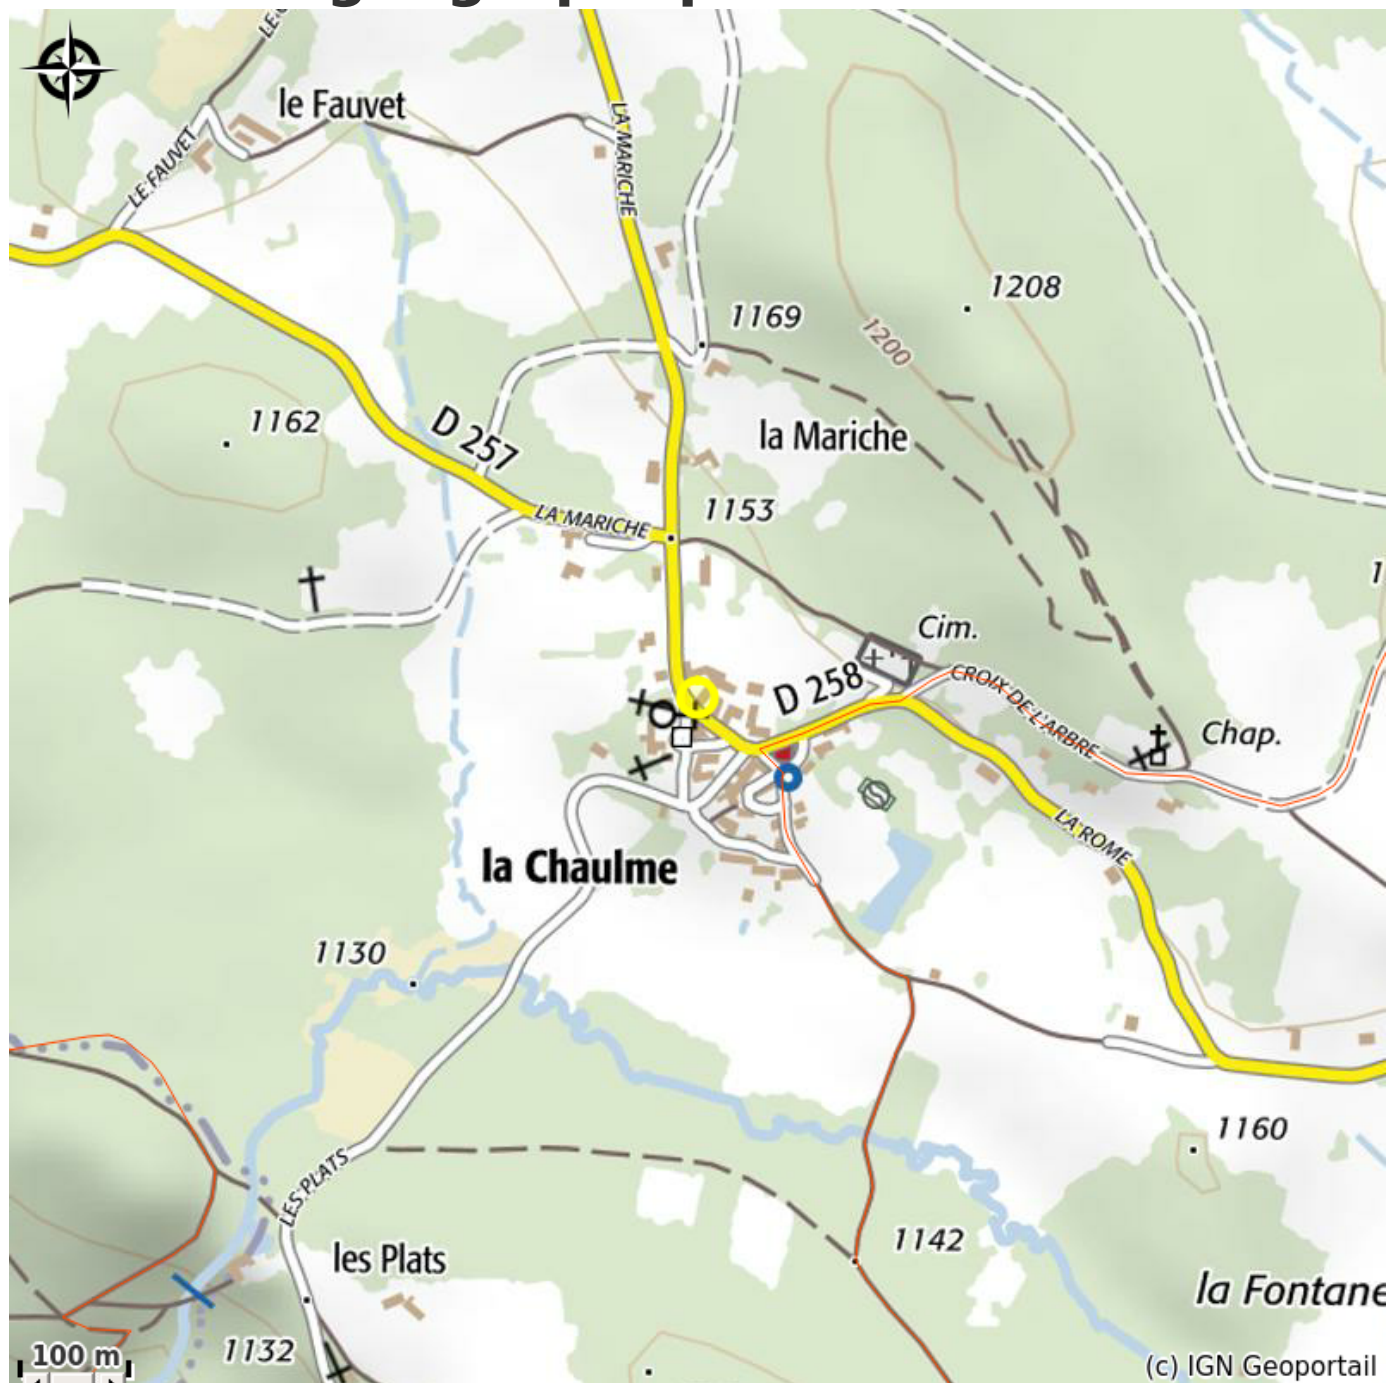 le Fauvet
LE FAUVET
LA MARICHE
1208
1169
1200
1162
D 257
la Mariche
1153
LA MARICHE
Cim.
D 258
CROIX DE L'ARBRE
Chap.
LA ROME
la Chaulme
1130
1160
LES PLATS
1142
les Plats
la Fontane
1132
100 m
(c) IGN Geoportail